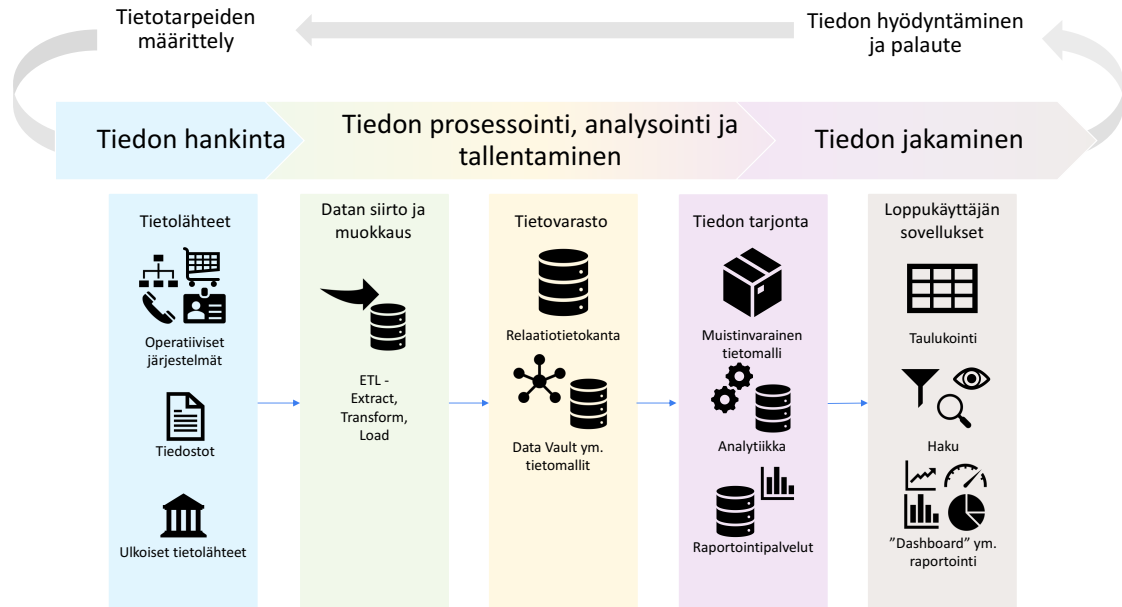 Tietotarpeiden
määrittely
Tiedon hyödyntäminen
ja palaute
Tiedon hankinta
Tiedon prosessointi, analysointi ja
tallentaminen
Tiedon jakaminen
Tietolähteet
Operatiiviset
järjestelmät
Tiedostot
Ulkoiset tietolähteet
Datan siirto ja
muokkaus
ETL -
Extract,
Transform,
Load
Tietovarasto
Relaatiotietokanta
Data Vault ym.
tietomallit
Tiedon tarjonta
Muistinvarainen
tietomalli
Analytiikka
Raportointipalvelut
Loppukäyttäjän
sovellukset
Taulukointi
Haku
”Dashboard” ym.
raportointi